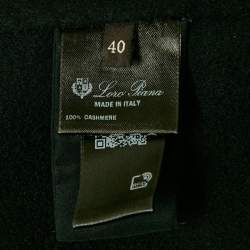 40
Loro Piana
MADE IN ITALY
100% CASHMERE